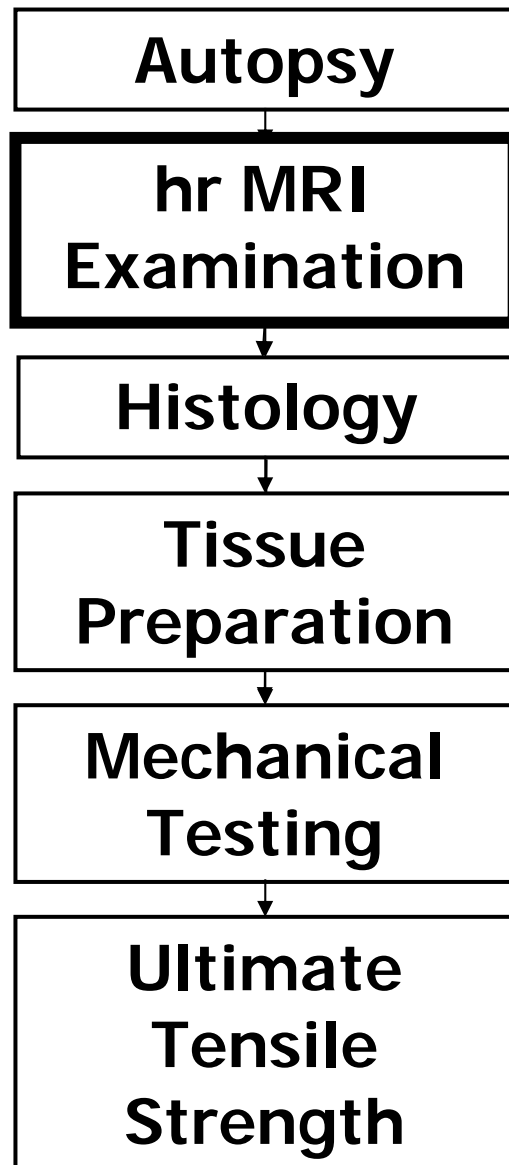 Autopsy
hr MRI
Examination
Histology
Tissue
Preparation
Mechanical
Testing
Ultimate
Tensile
Strength